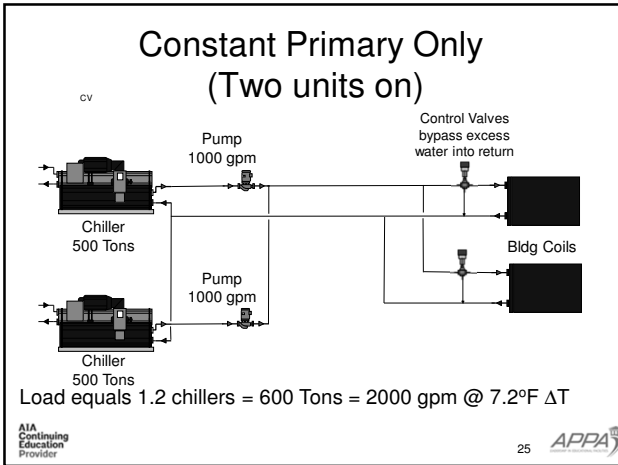 Constant Primary Only
(Two units on)
CV
Pump
1000 gpm
Control Valves
bypass excess
water into return
Chiller
500 Tons
Bldg Coils
Pump
1000 gpm
Chiller
500 Tons
Load equals 1.2 chillers = 600 Tons = 2000 gpm @ 7.2ºF ΔT
AIA
Continuing
Education
Provider
25
APPA